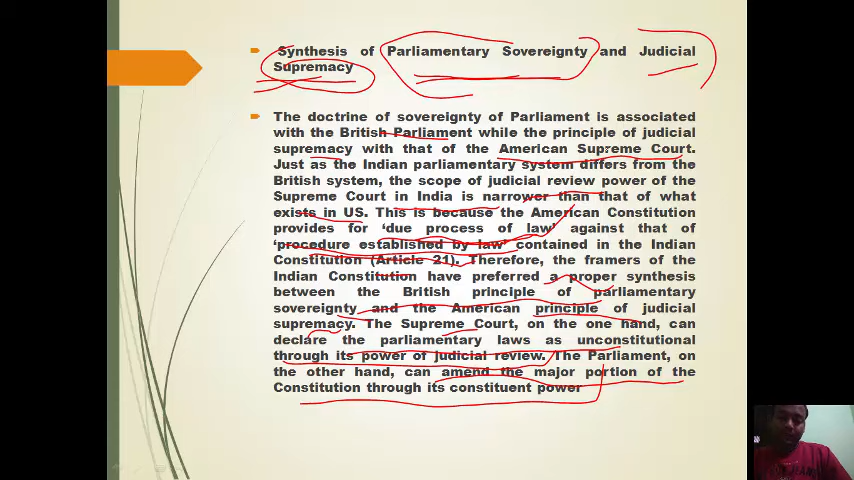 Synthesis of Parliamentary Sovereignty and Judicial
Supremacy
The doctrine of sovereignty of Parliament is associated
with the British Parliament while the principle of judicial
supremacy with that of the American Supreme Court.
Just as the Indian parliamentary system differs from the
British system, the scope of judicial review power of the
Supreme Court in India is narrower than that of what
exists in US. This is because the American Constitution
provides for ‘due process of law’ against that of
‘procedure established by law’ contained in the Indian
Constitution (Article 21). Therefore, the framers of the
Indian Constitution have preferred a proper synthesis
between the British principle of parliamentary
sovereignty and the American principle of judicial
supremacy. The Supreme Court, on the one hand, can
declare the parliamentary laws as unconstitutional
through its power of judicial review. The Parliament, on
the other hand, can amend the major portion of the
Constitution through its constituent power